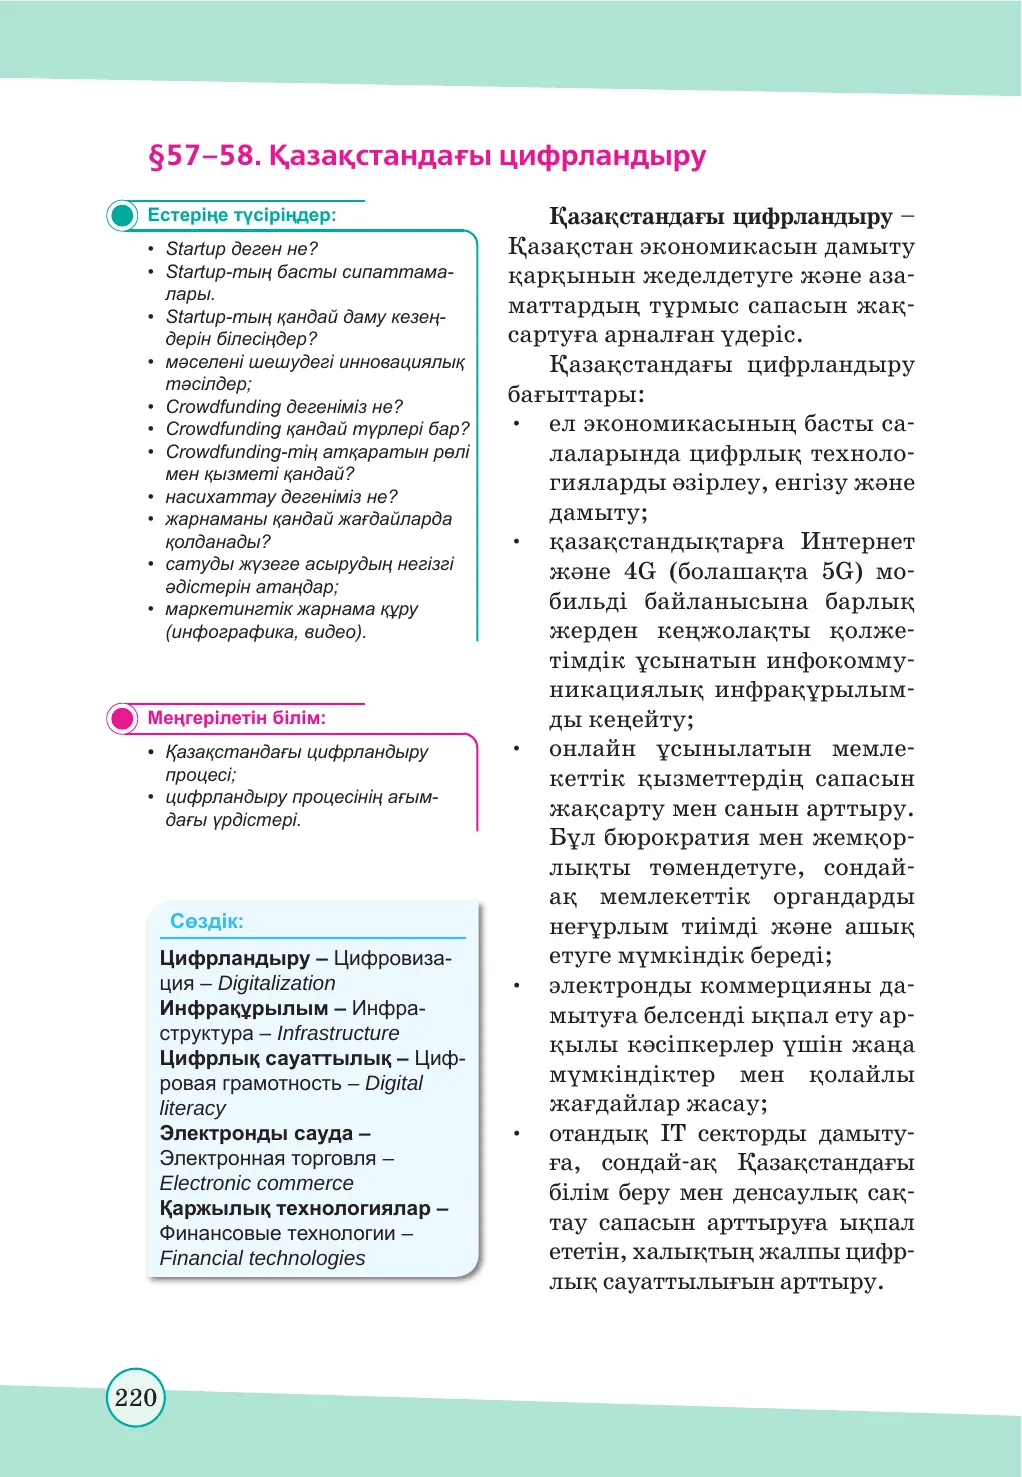 §57–58. Қазақстандағы цифрландыру
Естеріңе түсіріңдер:
• Startup деген не?
• Startup-тың басты сипаттама-
лары.
• Startup-тың қандай даму кезең-
дерін білесіңдер?
• мәселені шешудегі инновациялық
тәсілдер;
• Crowdfunding дегеніміз не?
• Crowdfunding қандай түрлері бар?
• Crowdfunding-тің атқаратын рөлі
мен қызметі қандай?
• насихаттау дегеніміз не?
• жарнаманы қандай жағдайларда
қолданады?
• сатуды жүзеге асырудың негізгі
әдістерін атаңдар;
• маркетингтік жарнама құру
(инфографика, видео).
Меңгерілетін білім:
• Қазақстандағы цифрландыру
процесі;
• цифрландыру процесінің ағым-
дағы үрдістері.
Сөздік:
Цифрландыру – Цифровиза-
ция – Digitalization
Инфрақұрылым – Инфра-
структура – Infrastructure
Цифрлық сауаттылық – Циф-
ровая грамотность – Digital
literacy
Электронды сауда –
Электронная торговля –
Electronic commerce
Қаржылық технологиялар –
Финансовые технологии –
Financial technologies
Қазақстандағы цифрландыру –
Қазақстан экономикасын дамыту
қарқынын жеделдетуге және аза-
маттардың тұрмыс сапасын жақ-
сартуға арналған үдеріс.
Қазақстандағы цифрландыру
бағыттары:
• ел экономикасының басты са-
лаларында цифрлық техноло-
гияларды әзірлеу, енгізу және
дамыту;
• қазақстандықтарға Интернет
және 4G (болашақта 5G) мо-
бильді байланысына барлық
жерден кеңжолақты қолже-
тімдік ұсынатын инфокомму-
никациялық инфрақұрылым-
ды кеңейту;
• онлайн ұсынылатын мемле-
кеттік қызметтердің сапасын
жақсарту мен санын арттыру.
Бұл бюрократия мен жемқор-
лықты төмендетуге, сондай-
ақ мемлекеттік органдарды
неғұрлым тиімді және ашық
етуге мүмкіндік береді;
• электронды коммерцияны да-
мытуға белсенді ықпал ету ар-
қылы кәсіпкерлер үшін жаңа
мүмкіндіктер мен қолайлы
жағдайлар жасау;
• отандық IT секторды дамыту-
ға, сондай-ақ Қазақстандағы
білім беру мен денсаулық сақ-
тау сапасын арттыруға ықпал
ететін, халықтың жалпы цифр-
лық сауаттылығын арттыру.
220